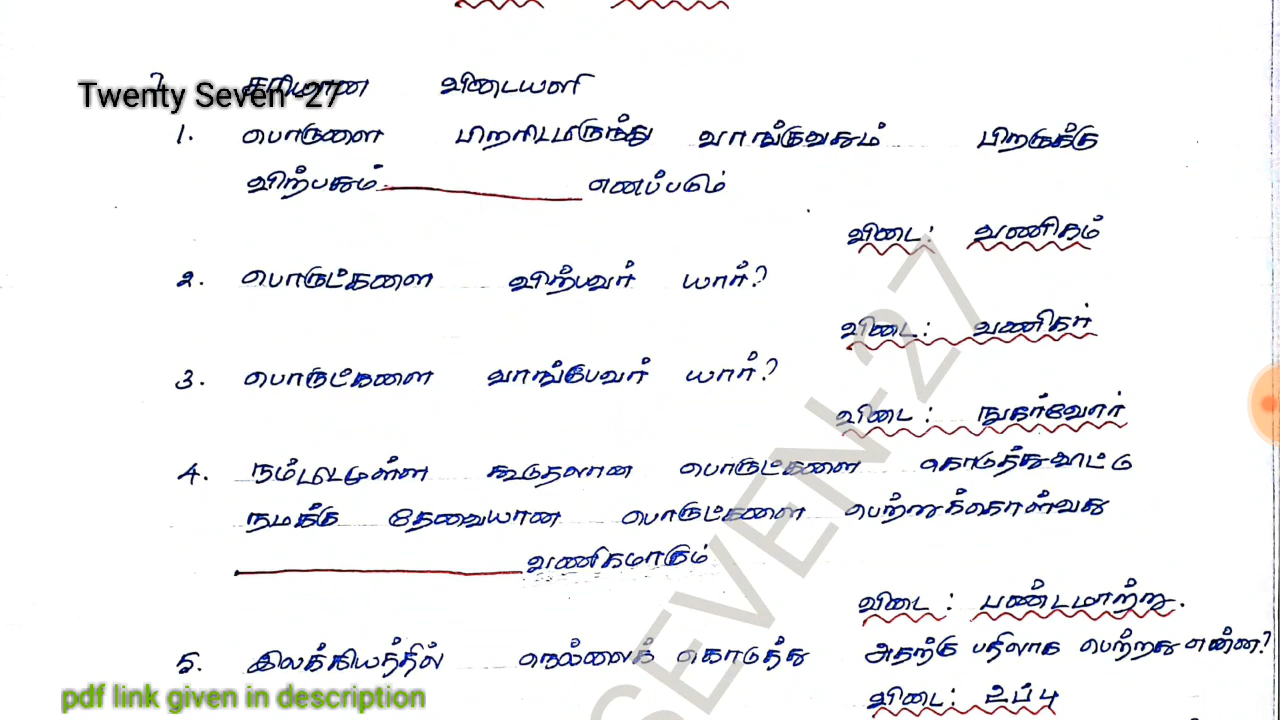 Twenty Seven -27
சரியான விடையளி
1. பொருளை பிறரிடமிருந்து வாங்குவதும் பிறருக்கு
விற்பதும் எனப்படும்
விடை: வணிகம்
2. பொருட்களை விற்பவர் யார்?
விடை: வணிகர்
3. பொருட்களை வாங்குபவர் யார்?
விடை: நுகர்வோர்
4. நம்மிடமுள்ள கூடுதலான பொருட்களை கொடுத்துவிட்டு
நமக்கு தேவையான பொருட்களை பெற்றுக்கொள்வது
வணிகமாகும்
விடை: பண்டமாற்று.
5. இலக்கியத்தில் நெல்லைக் கொடுத்து அதற்கு பதிலாக பெற்றது என்ன?
விடை: உப்பு
SEVEN-27
pdf link given in description